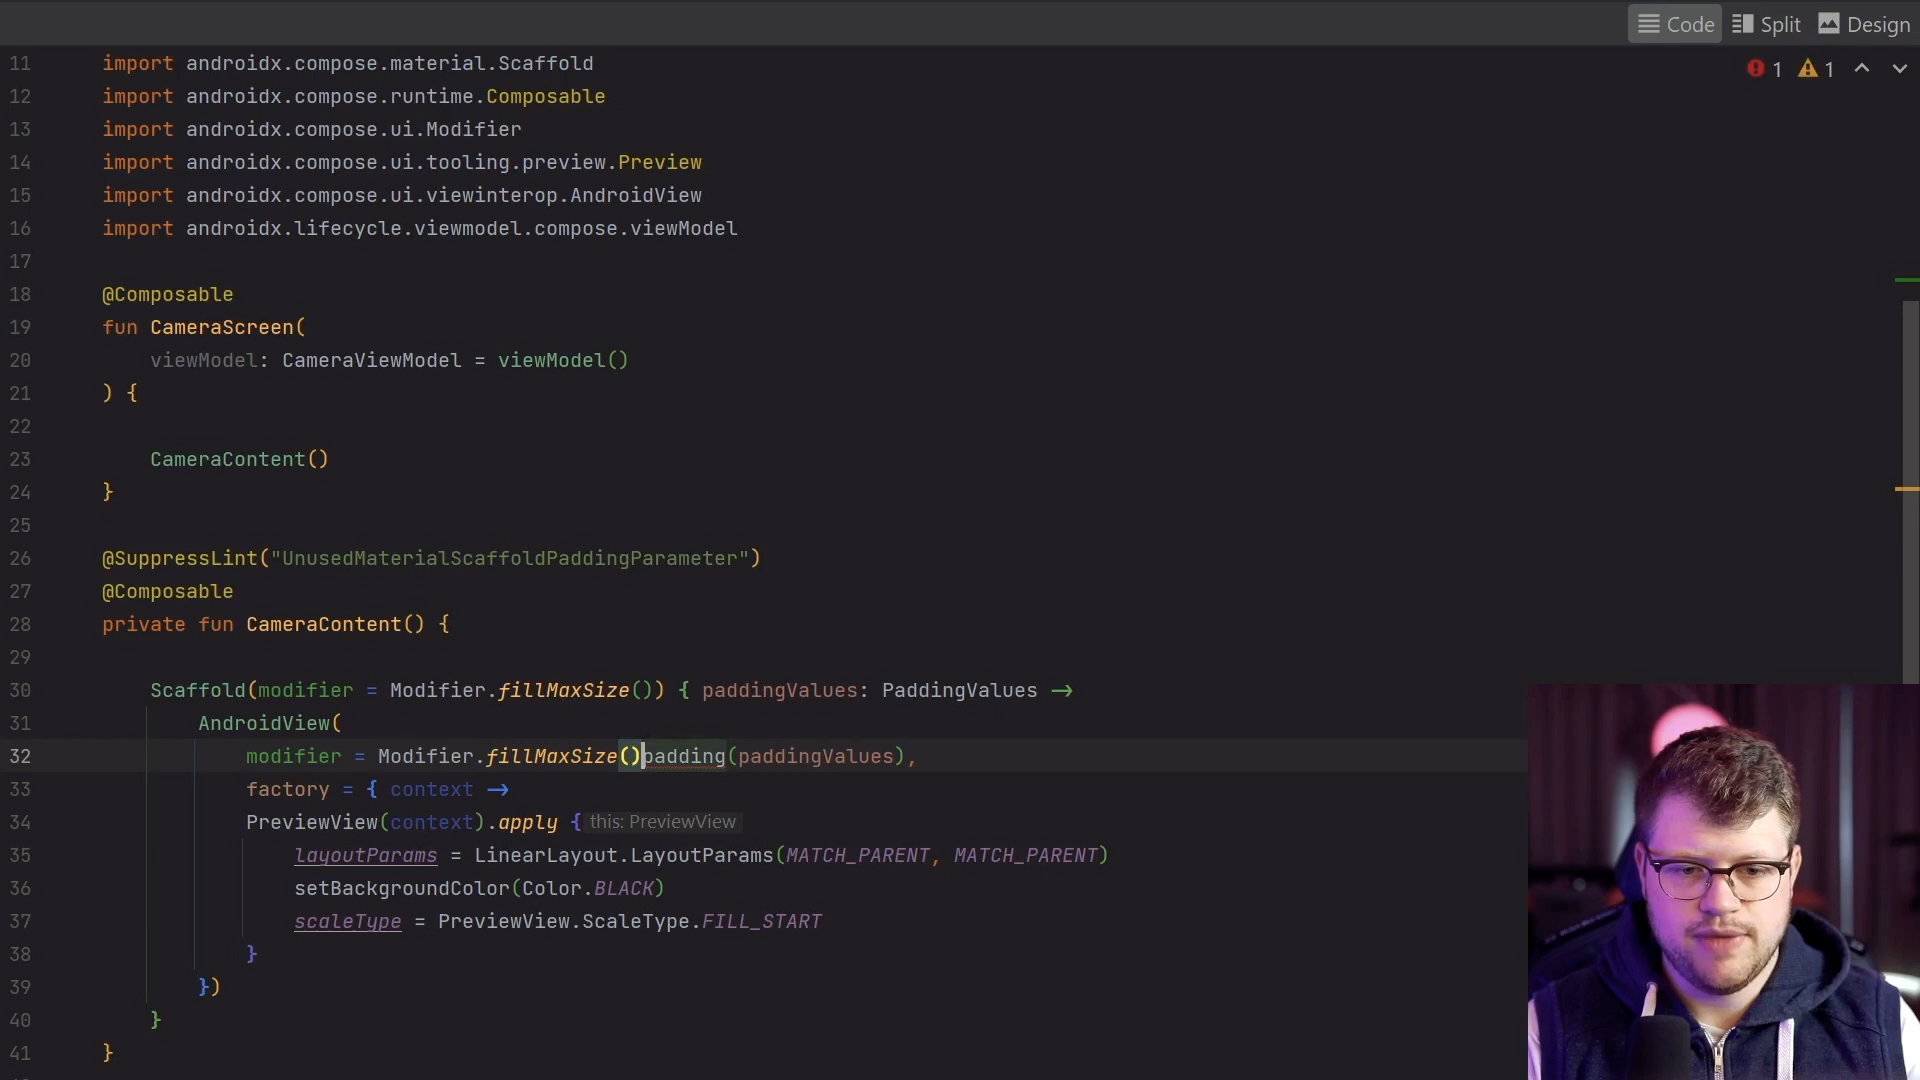 Code Split Design
11 import androidx.compose.material.Scaffold
1 1
12 import androidx.compose.runtime.Composable
13 import androidx.compose.ui.Modifier
14 import androidx.compose.ui.tooling.preview.Preview
15 import androidx.compose.ui.viewinterop.AndroidView
16 import androidx.lifecycle.viewmodel.compose.viewModel
17
18 @Composable
19 fun CameraScreen(
20 viewModel: CameraViewModel = viewModel()
21 ) {
22
23 CameraContent()
24 }
25
26 @SuppressLint("UnusedMaterialScaffoldPaddingParameter")
27 @Composable
28 private fun CameraContent() {
29
30 Scaffold(modifier = Modifier.fillMaxSize()) { paddingValues: PaddingValues →
31 AndroidView(
32 modifier = Modifier.fillMaxSize()padding(paddingValues),
33 factory = { context →
34 PreviewView(context).apply { this: PreviewView
35 layoutParams = LinearLayout.LayoutParams(MATCH_PARENT, MATCH_PARENT)
36 setBackgroundColor(Color.BLACK)
37 scaleType = PreviewView.ScaleType.FILL_START
38 }
39 })
40 }
41 }